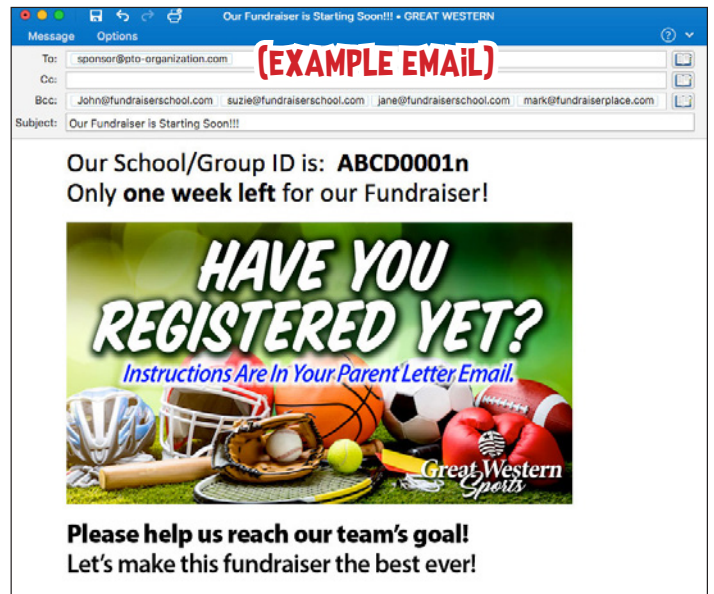 Our Fundraiser is Starting Soon!!! • GREAT WESTERN
Message Options
(EXAMPLE EMAiL)
To: sponsor@pto-organization.com
Cc:
Bcc: John@fundraiserschool.com suzie@fundraiserschool.com jane@fundraiserschool.com mark@fundraiserplace.com
Subject: Our Fundraiser is Starting Soon!!!
Our School/Group ID is: ABCD0001n
Only one week left for our Fundraiser!
HAVE YOU
REGISTERED YET?
Instructions Are In Your Parent Letter Email.
Great Western
Sports
Please help us reach our team's goal!
Let's make this fundraiser the best ever!